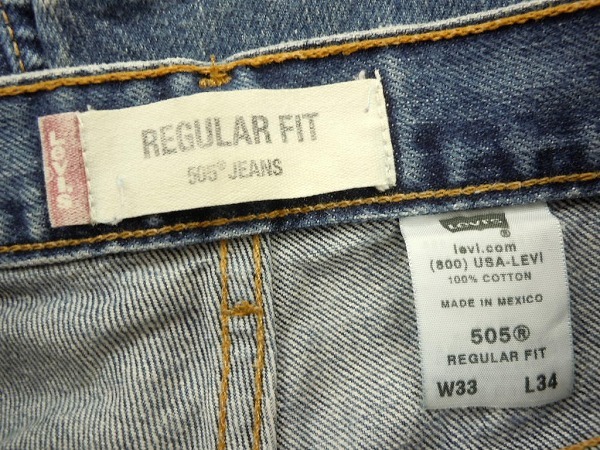 LEVI'S
REGULAR FIT
505® JEANS
Levi's
levi.com
(800) USA-LEVI
100% COTTON
MADE IN MEXICO
505®
REGULAR FIT
W33 L34